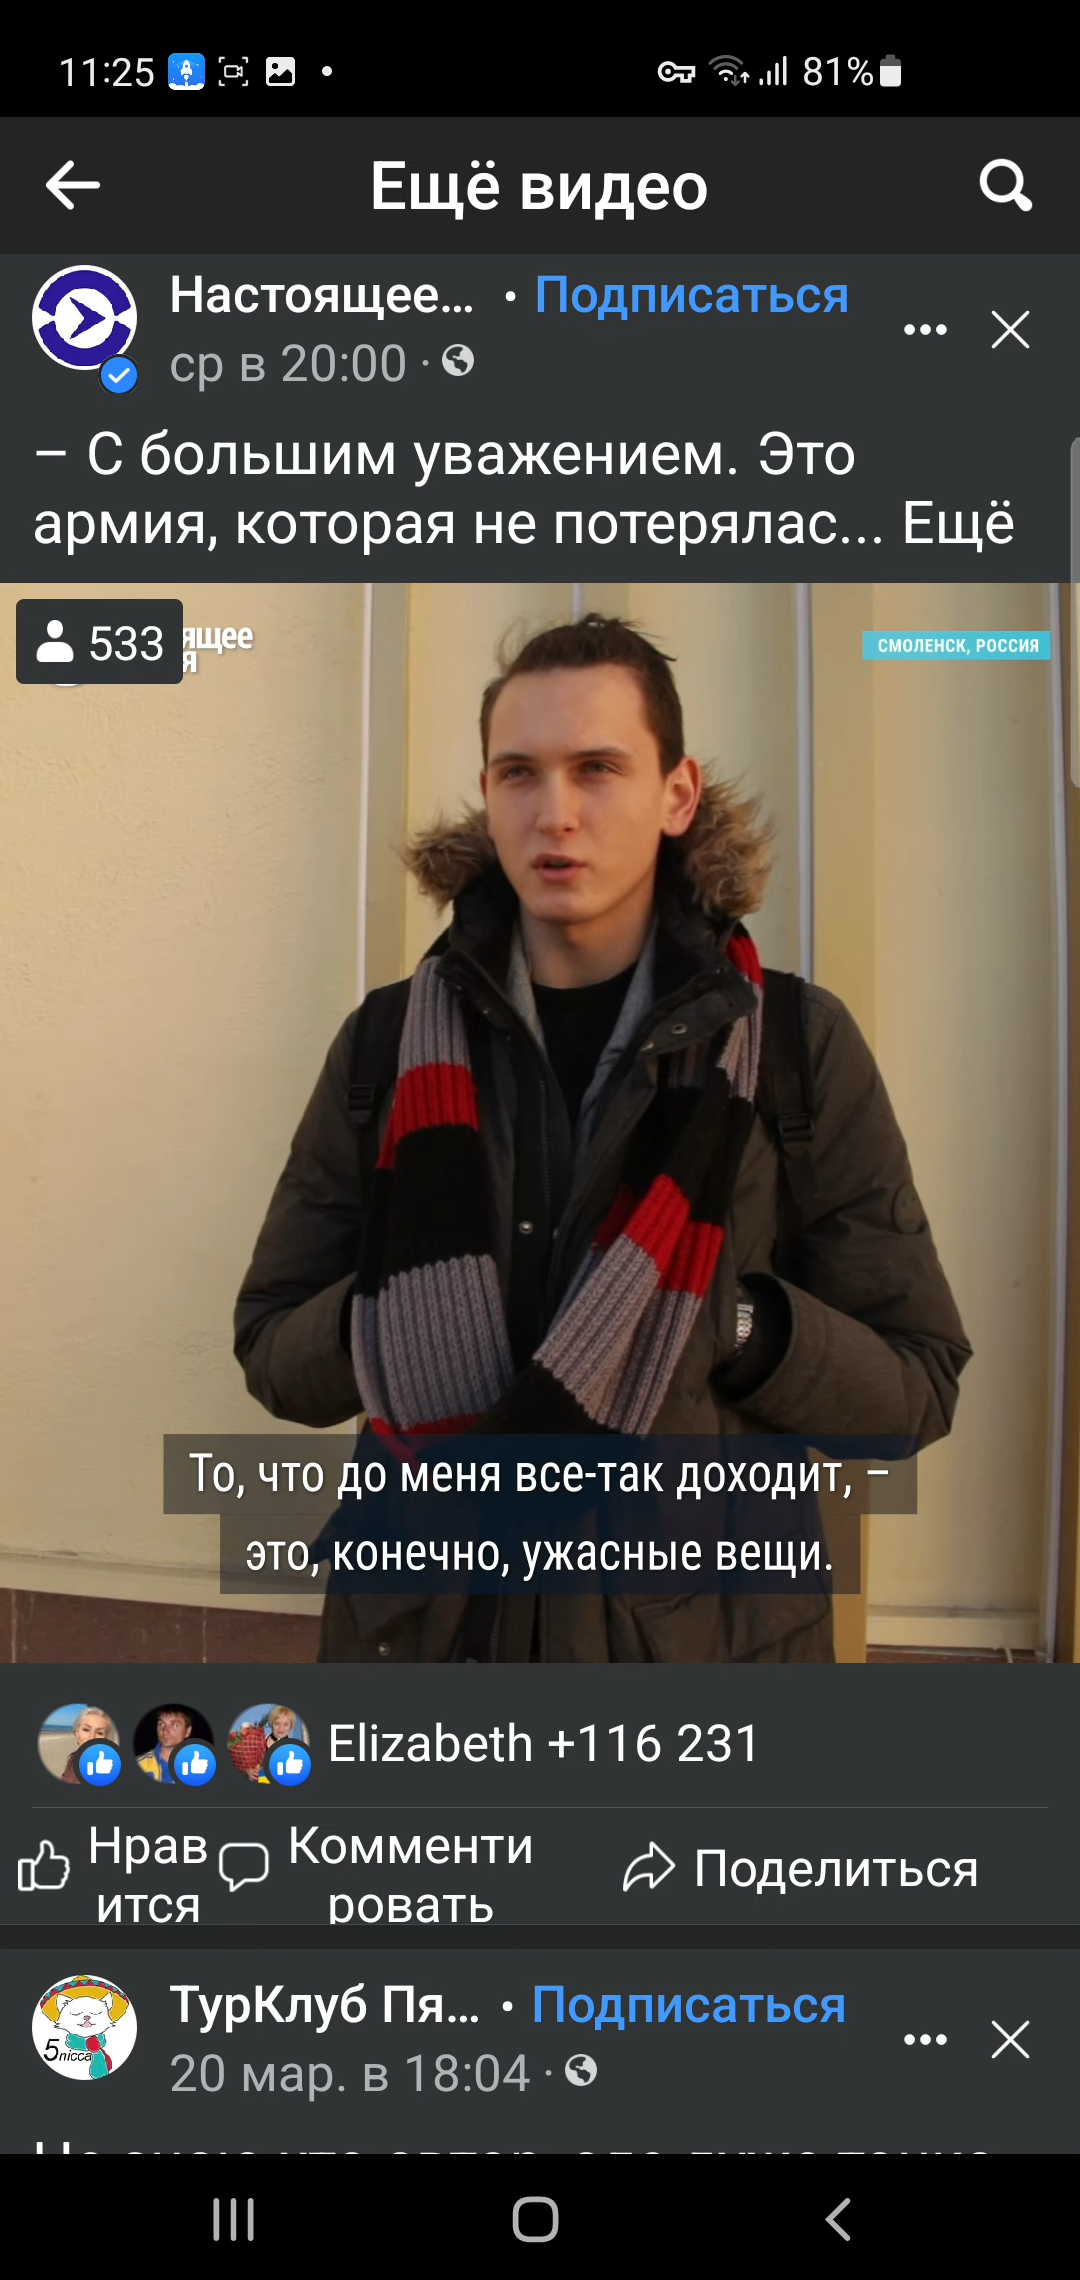 11:25
81%
Ещё видео
Настоящее... • Подписаться
ср в 20:00 ·
– С большим уважением. Это
армия, которая не потерялас... Ещё
533
ящее
я
СМОЛЕНСК, РОССИЯ
То, что до меня все-так доходит, –
это, конечно, ужасные вещи.
Elizabeth +116 231
Нрав
ится
Комменти
ровать
Поделиться
ТурКлуб Пя... • Подписаться
5nicca
20 мар. в 18:04 ·